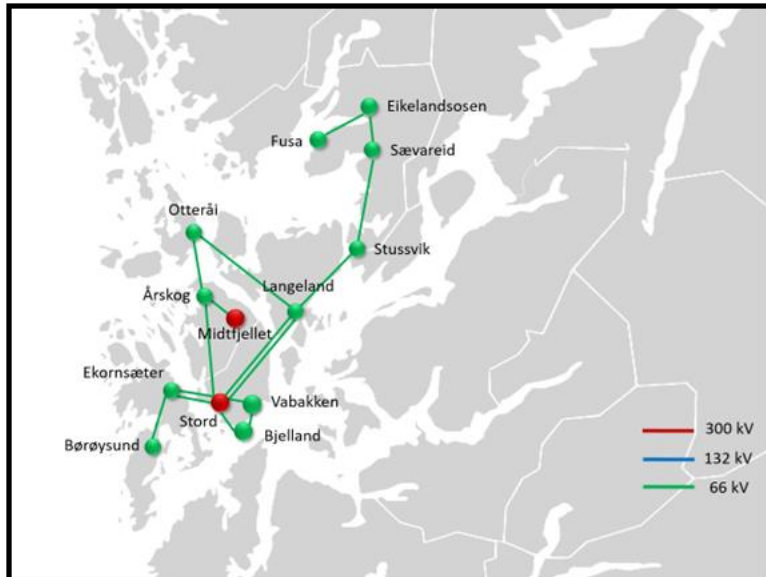 Eikelandsosen
Fusa
Sævareid
Otteråi
Stussvik
Langeland
Årskog
Midtfjellet
Ekornsæter
Vabakken
Stord
Bjelland
Børøysund
300 kV
132 kV
66 kV